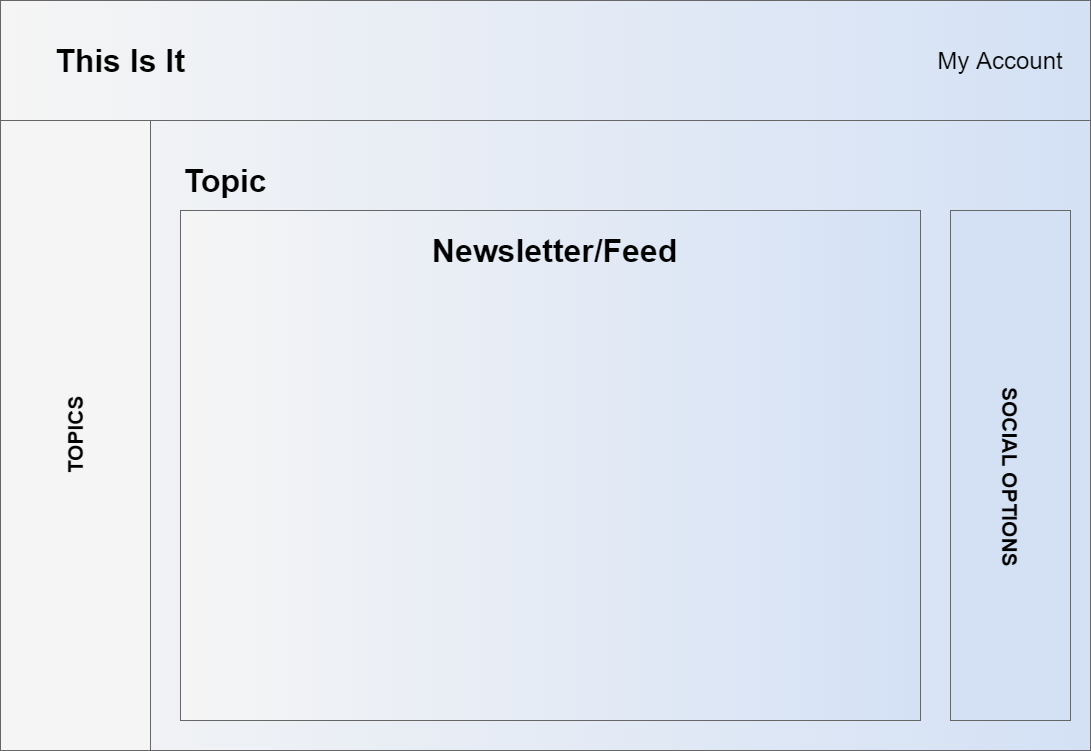 This Is It
My Account
TOPICS
Topic
Newsletter/Feed
SOCIAL OPTIONS